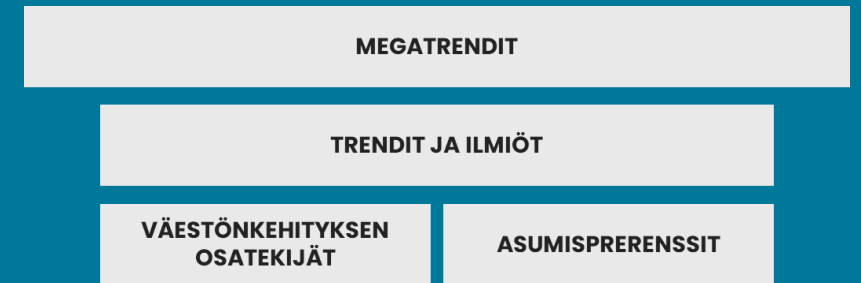 MEGATRENDIT
TRENDIT JA ILMIÖT
VÄESTÖNKEHITYKSEN
OSATEKIJÄT
ASUMISPRERENSSIT